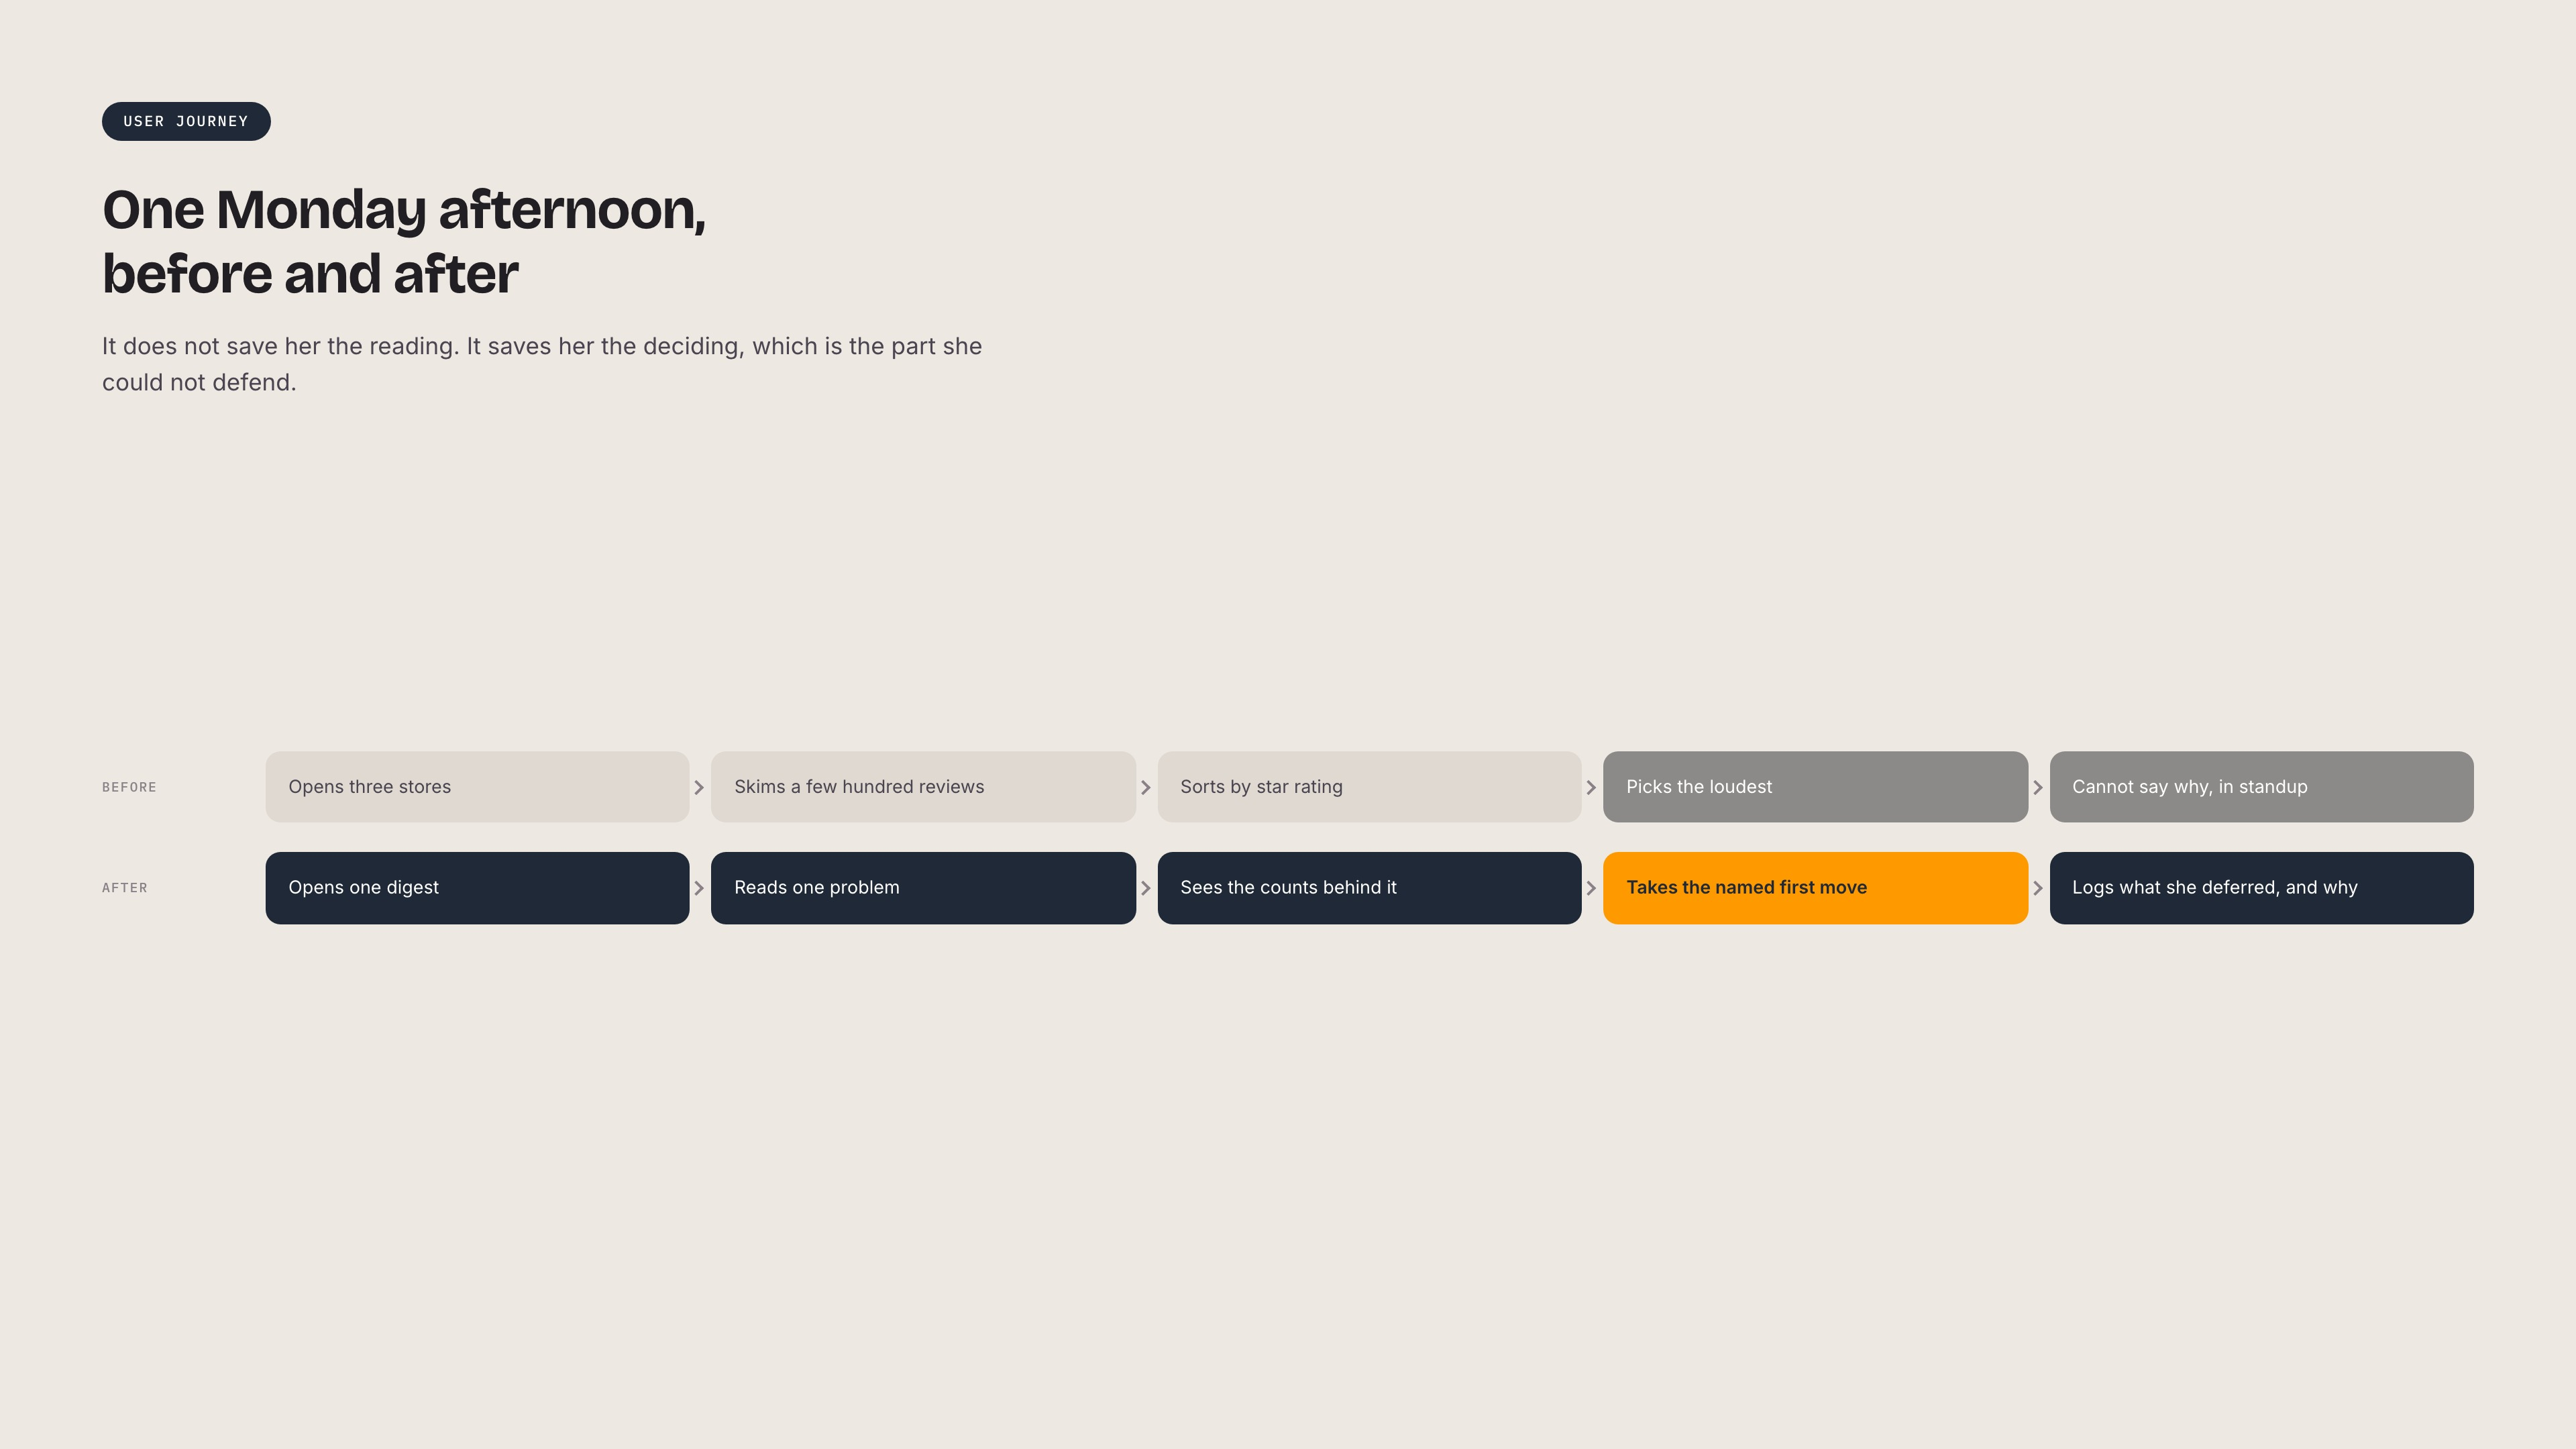 USER JOURNEY
One Monday afternoon,
before and after
It does not save her the reading. It saves her the deciding, which is the part she
could not defend.
BEFORE
Opens three stores
Skims a few hundred reviews
Sorts by star rating
Picks the loudest
Cannot say why, in standup
AFTER
Opens one digest
Reads one problem
Sees the counts behind it
Takes the named first move
Logs what she deferred, and why